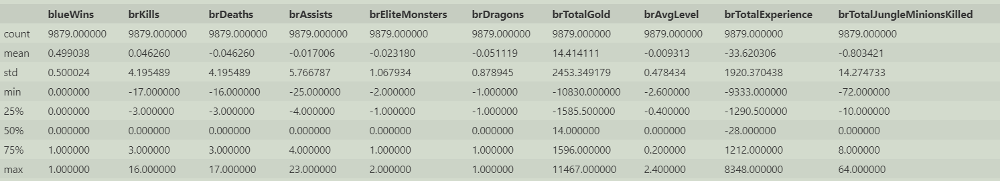 blueWins brKills brDeaths brAssists brEliteMonsters brDragons brTotalGold brAvgLevel brTotalExperience brTotalJungleMinionsKilled
count 9879.000000 9879.000000 9879.000000 9879.000000 9879.000000 9879.000000 9879.000000 9879.000000 9879.000000 9879.000000
mean 0.499038 0.046260 -0.046260 -0.017006 -0.023180 -0.051119 14.414111 -0.009313 -33.620306 -0.803421
std 0.500024 4.195489 4.195489 5.766787 1.067934 0.878945 2453.349179 0.478434 1920.370438 14.274733
min 0.000000 -17.000000 -16.000000 -25.000000 -2.000000 -1.000000 -10830.000000 -2.600000 -9333.000000 -72.000000
25% 0.000000 -3.000000 -3.000000 -4.000000 -1.000000 -1.000000 -1585.500000 -0.400000 -1290.500000 -10.000000
50% 0.000000 0.000000 0.000000 0.000000 0.000000 0.000000 14.000000 0.000000 -28.000000 0.000000
75% 1.000000 3.000000 3.000000 4.000000 1.000000 1.000000 1596.000000 0.200000 1212.000000 8.000000
max 1.000000 16.000000 17.000000 23.000000 2.000000 1.000000 11467.000000 2.400000 8348.000000 64.000000